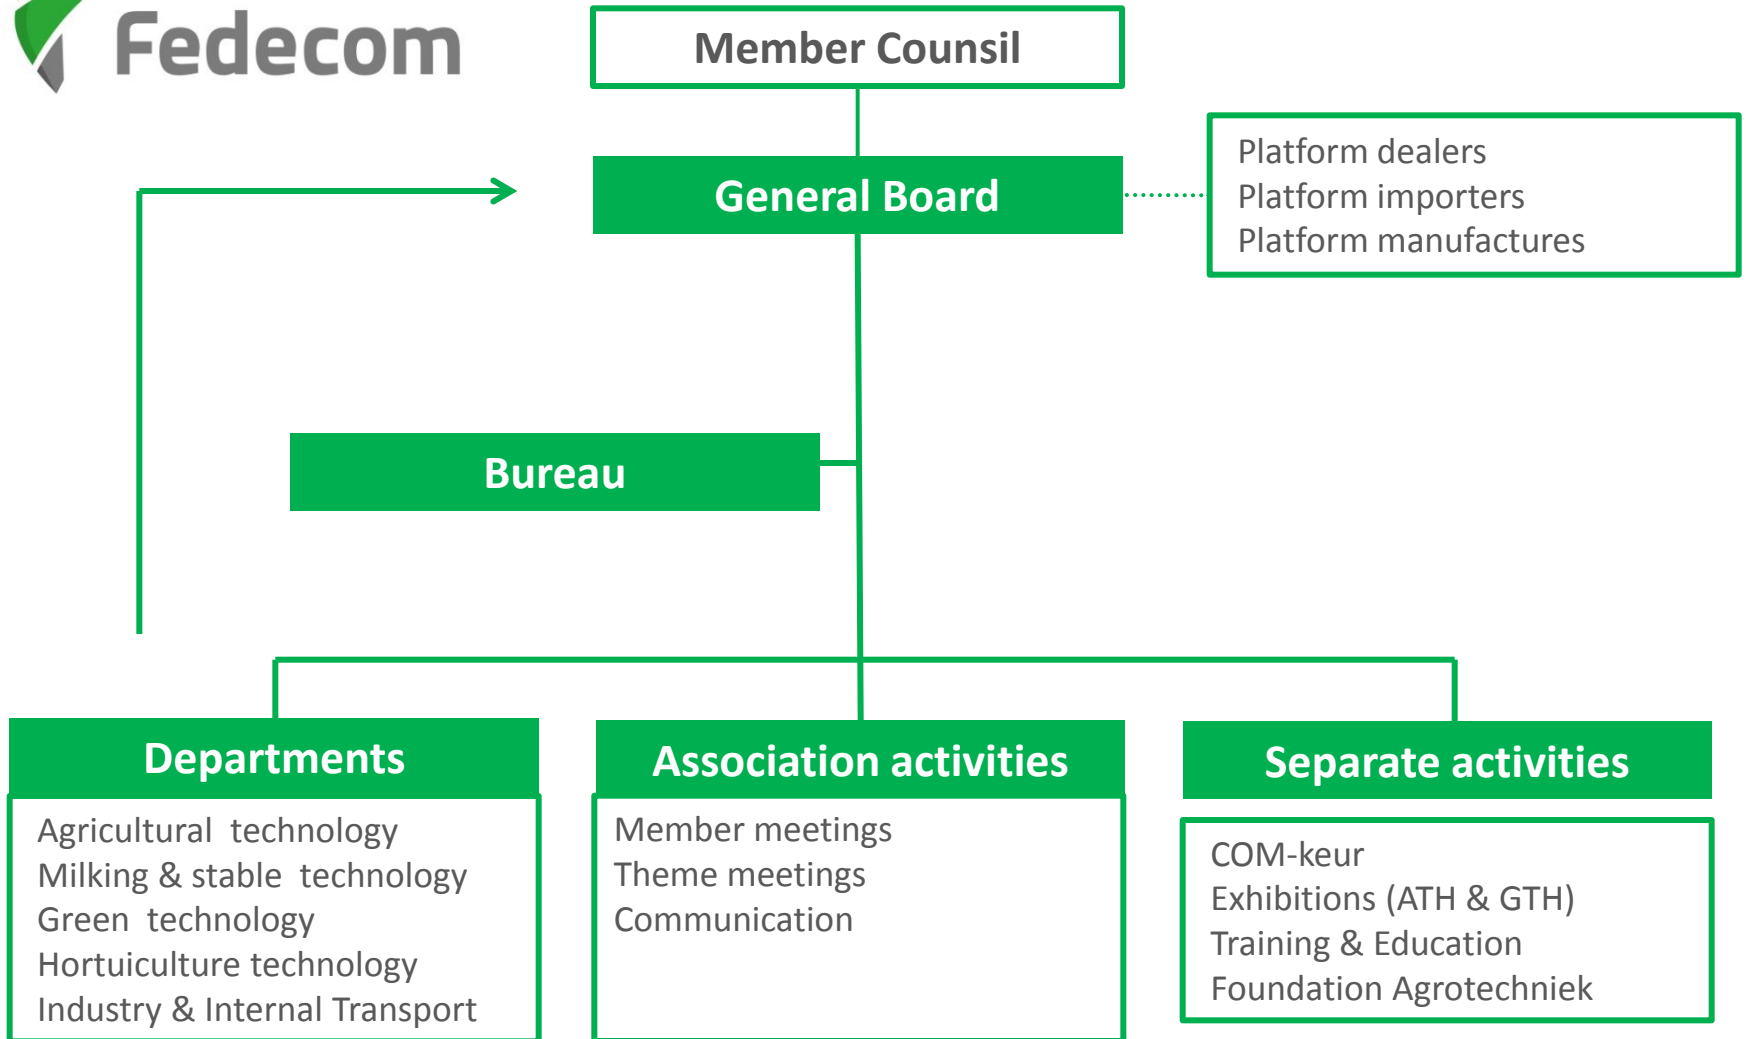 Fedecom
Member Counsil
General Board
Platform dealers
Platform importers
Platform manufactures
Bureau
Departments
Agricultural technology
Milking & stable technology
Green technology
Hortuiculture technology
Industry & Internal Transport
Association activities
Member meetings
Theme meetings
Communication
Separate activities
COM-keur
Exhibitions (ATH & GTH)
Training & Education
Foundation Agrotechniek